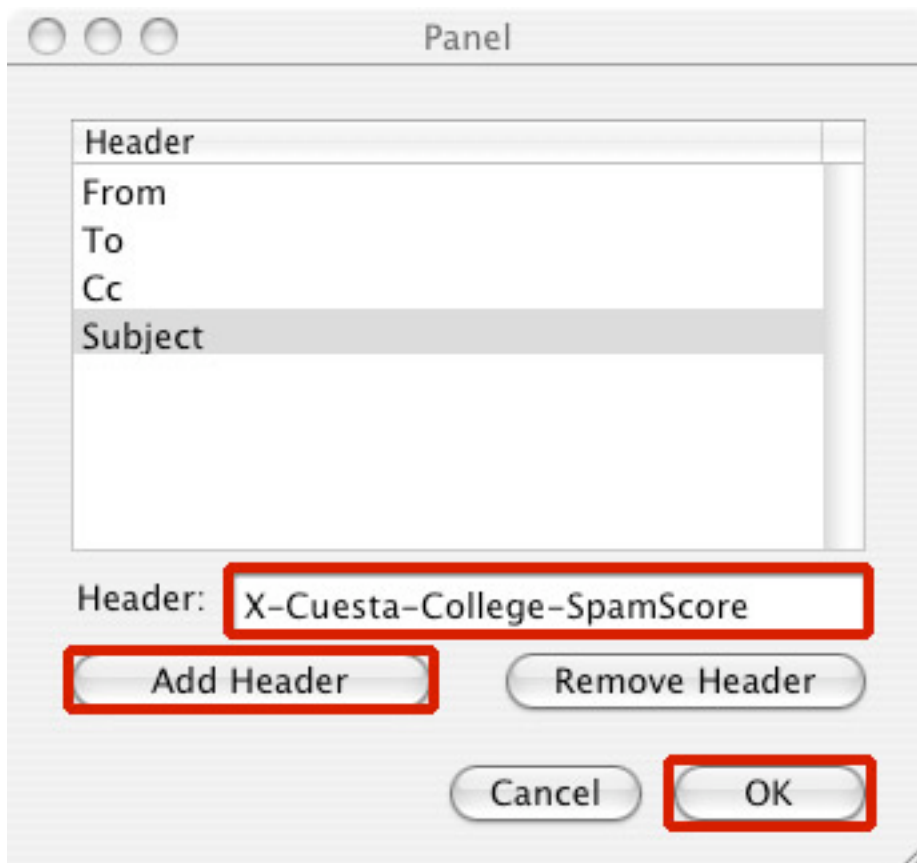 Panel
Header
From
To
Cc
Subject
Header: X-Cuesta-College-SpamScore
Add Header Remove Header
Cancel OK